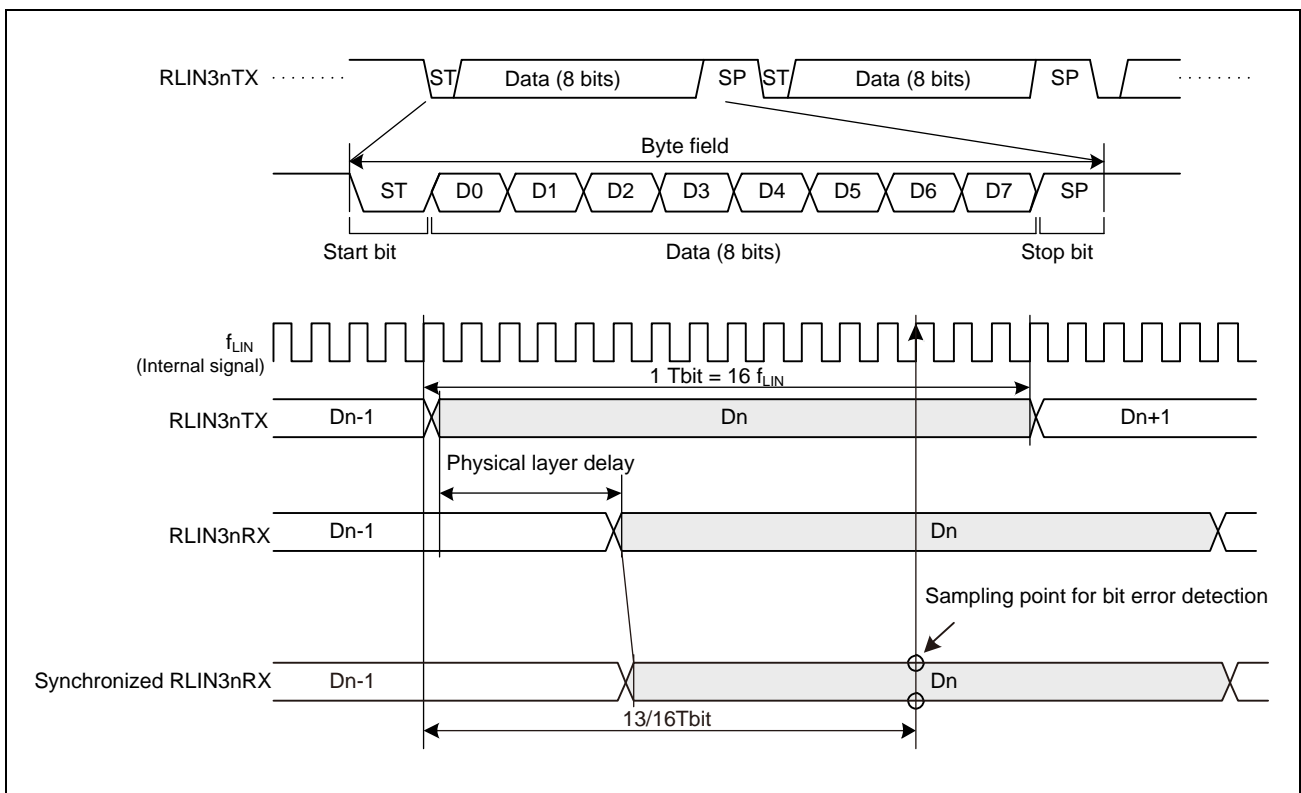 RLIN3nTX ST Data (8 bits) SP ST Data (8 bits) SP
Byte field
ST D0 D1 D2 D3 D4 D5 D6 D7 SP
Start bit Data (8 bits) Stop bit
fLIN
(Internal signal)
1 Tbit = 16 fLIN
RLIN3nTX Dn-1 Dn Dn+1
Physical layer delay
RLIN3nRX Dn-1 Dn
Sampling point for bit error detection
Synchronized RLIN3nRX Dn-1 Dn
13/16Tbit